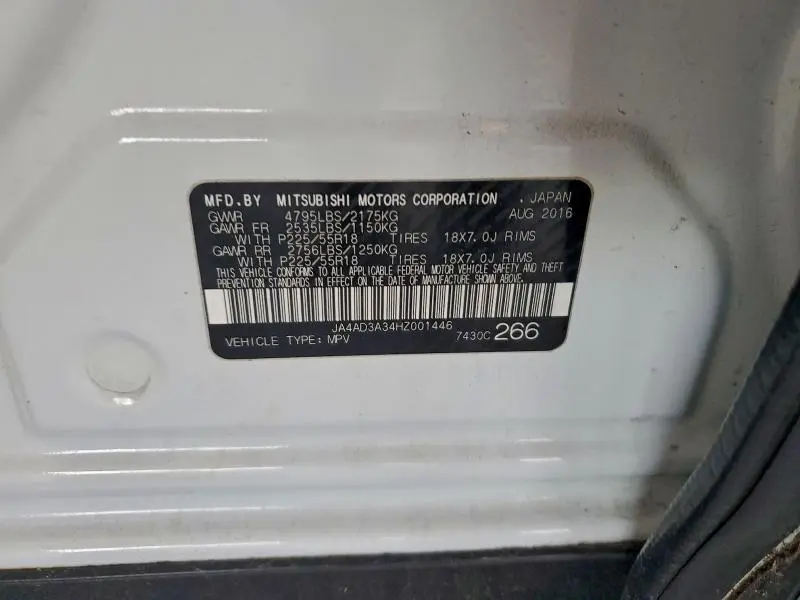 MFD.BY MITSUBISHI MOTORS CORPORATION . JAPAN
GVWR 4795LBS/2175KG AUG 2016
GAWR FR 2535LBS/1150KG
WITH P225/55R18 TIRES 18X7.0J RIMS
GAWR RR 2756LBS/1250KG
WITH P225/55R18 TIRES 18X7.0J RIMS
THIS VEHICLE CONFORMS TO ALL APPLICABLE FEDERAL MOTOR VEHICLE SAFETY AND THEFT
PREVENTION STANDARDS IN EFFECT ON THE DATE OF MANUFACTURE SHOWN ABOVE.
JA4AD3A34HZ001446
VEHICLE TYPE: MPV 7430C 266